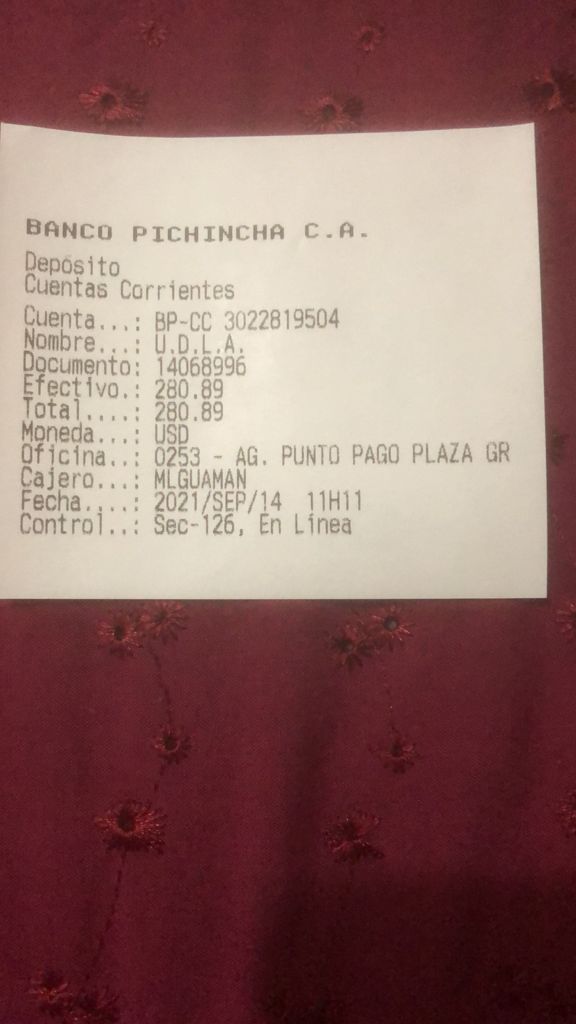 BANCO PICHINCHA C.A.
Depósito
Cuentas Corrientes
Cuenta...: BP-CC 3022819504
Nombre...: U.D.L.A.
Documento: 14068996
Efectivo.: 280.89
Total....: 280.89
Moneda...: USD
Oficina..: 0253 - AG. PUNTO PAGO PLAZA GR
Cajero...: MLGUAMAN
Fecha....: 2021/SEP/14 11H11
Control..: Sec-126, En Línea